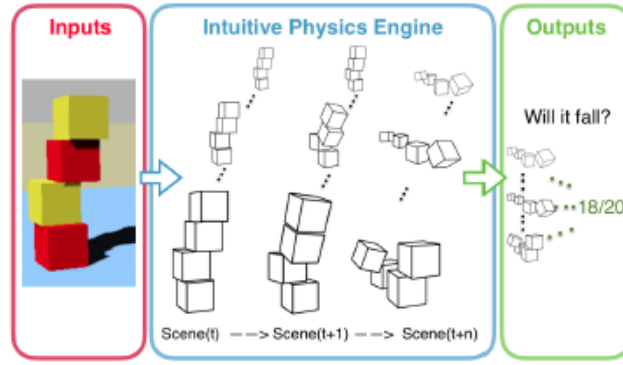 Inputs
Intuitive Physics Engine
Outputs
Will it fall?
18/20
Scene(t) ---> Scene(t+1) ---> Scene(t+n)